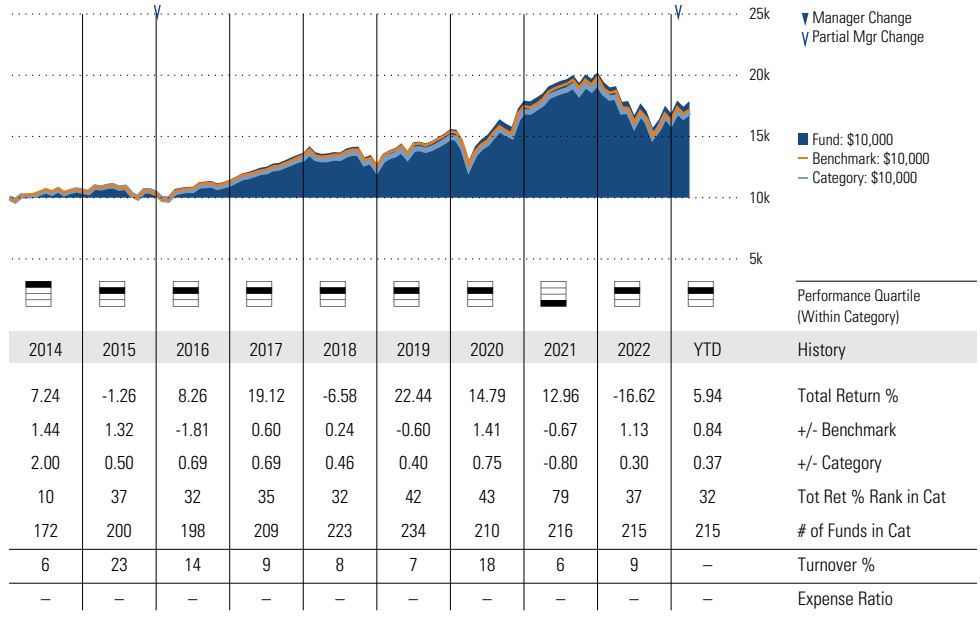 25k
▼ Manager Change
Partial Mgr Change
20k
15k
Fund: $10,000
Benchmark: $10,000
Category: $10,000
10k
5k
Performance Quartile
(Within Category)
2014 2015 2016 2017 2018 2019 2020 2021 2022 YTD History
7.24 -1.26 8.26 19.12 -6.58 22.44 14.79 12.96 -16.62 5.94 Total Return %
1.44 1.32 -1.81 0.60 0.24 -0.60 1.41 -0.67 1.13 0.84 +/- Benchmark
2.00 0.50 0.69 0.69 0.46 0.40 0.75 -0.80 0.30 0.37 +/- Category
10 37 32 35 32 42 43 79 37 32 Tot Ret % Rank in Cat
172 200 198 209 223 234 210 216 215 215 # of Funds in Cat
6 23 14 9 8 7 18 6 9 – Turnover %
– – – – – – – – – – Expense Ratio